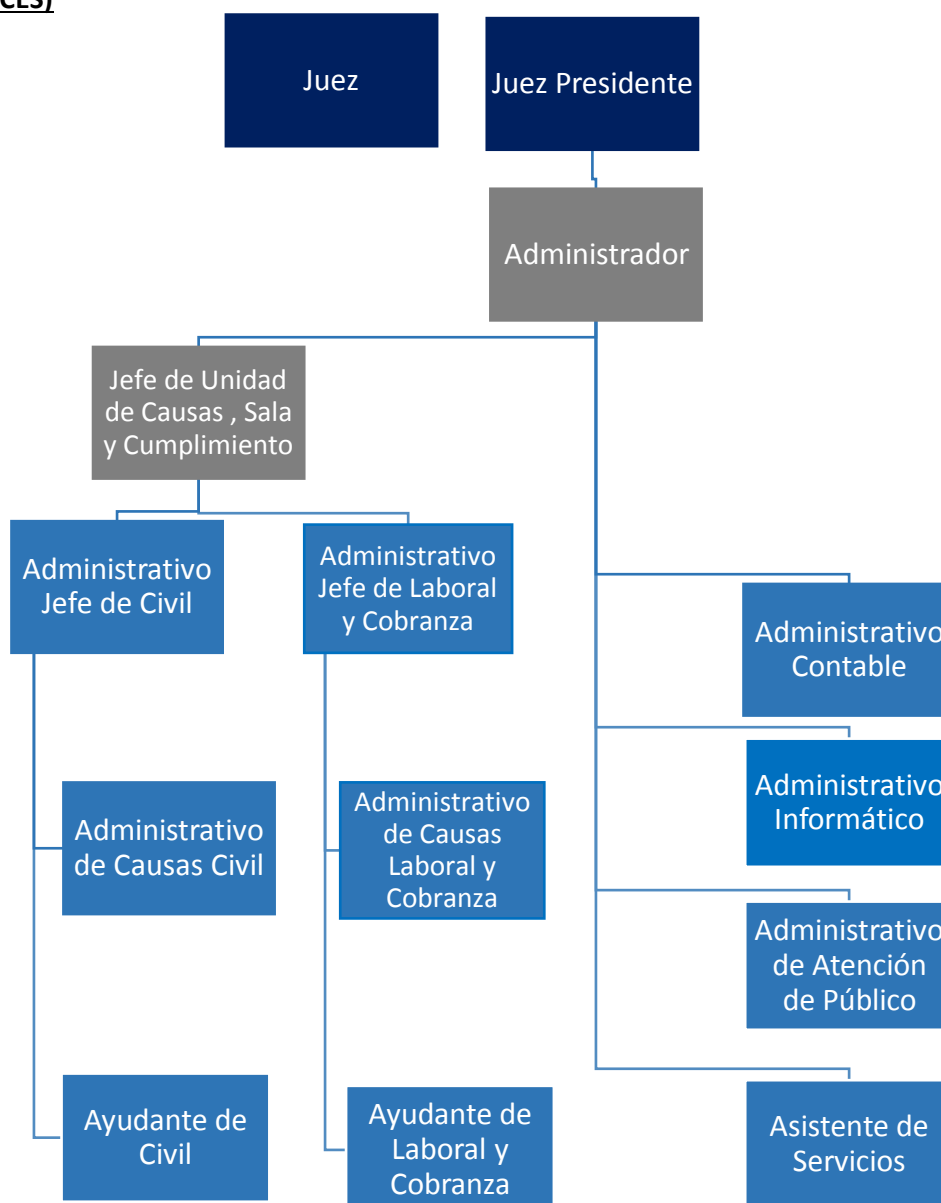 Juez
Juez Presidente
Administrador
Jefe de Unidad
de Causas , Sala
y Cumplimiento
Administrativo
Jefe de Civil
Administrativo
Jefe de Laboral
y Cobranza
Administrativo
Contable
Administrativo
Informático
Administrativo
de Causas Civil
Administrativo
de Causas
Laboral y
Cobranza
Administrativo
de Atención
de Público
Ayudante de
Civil
Ayudante de
Laboral y
Cobranza
Asistente de
Servicios